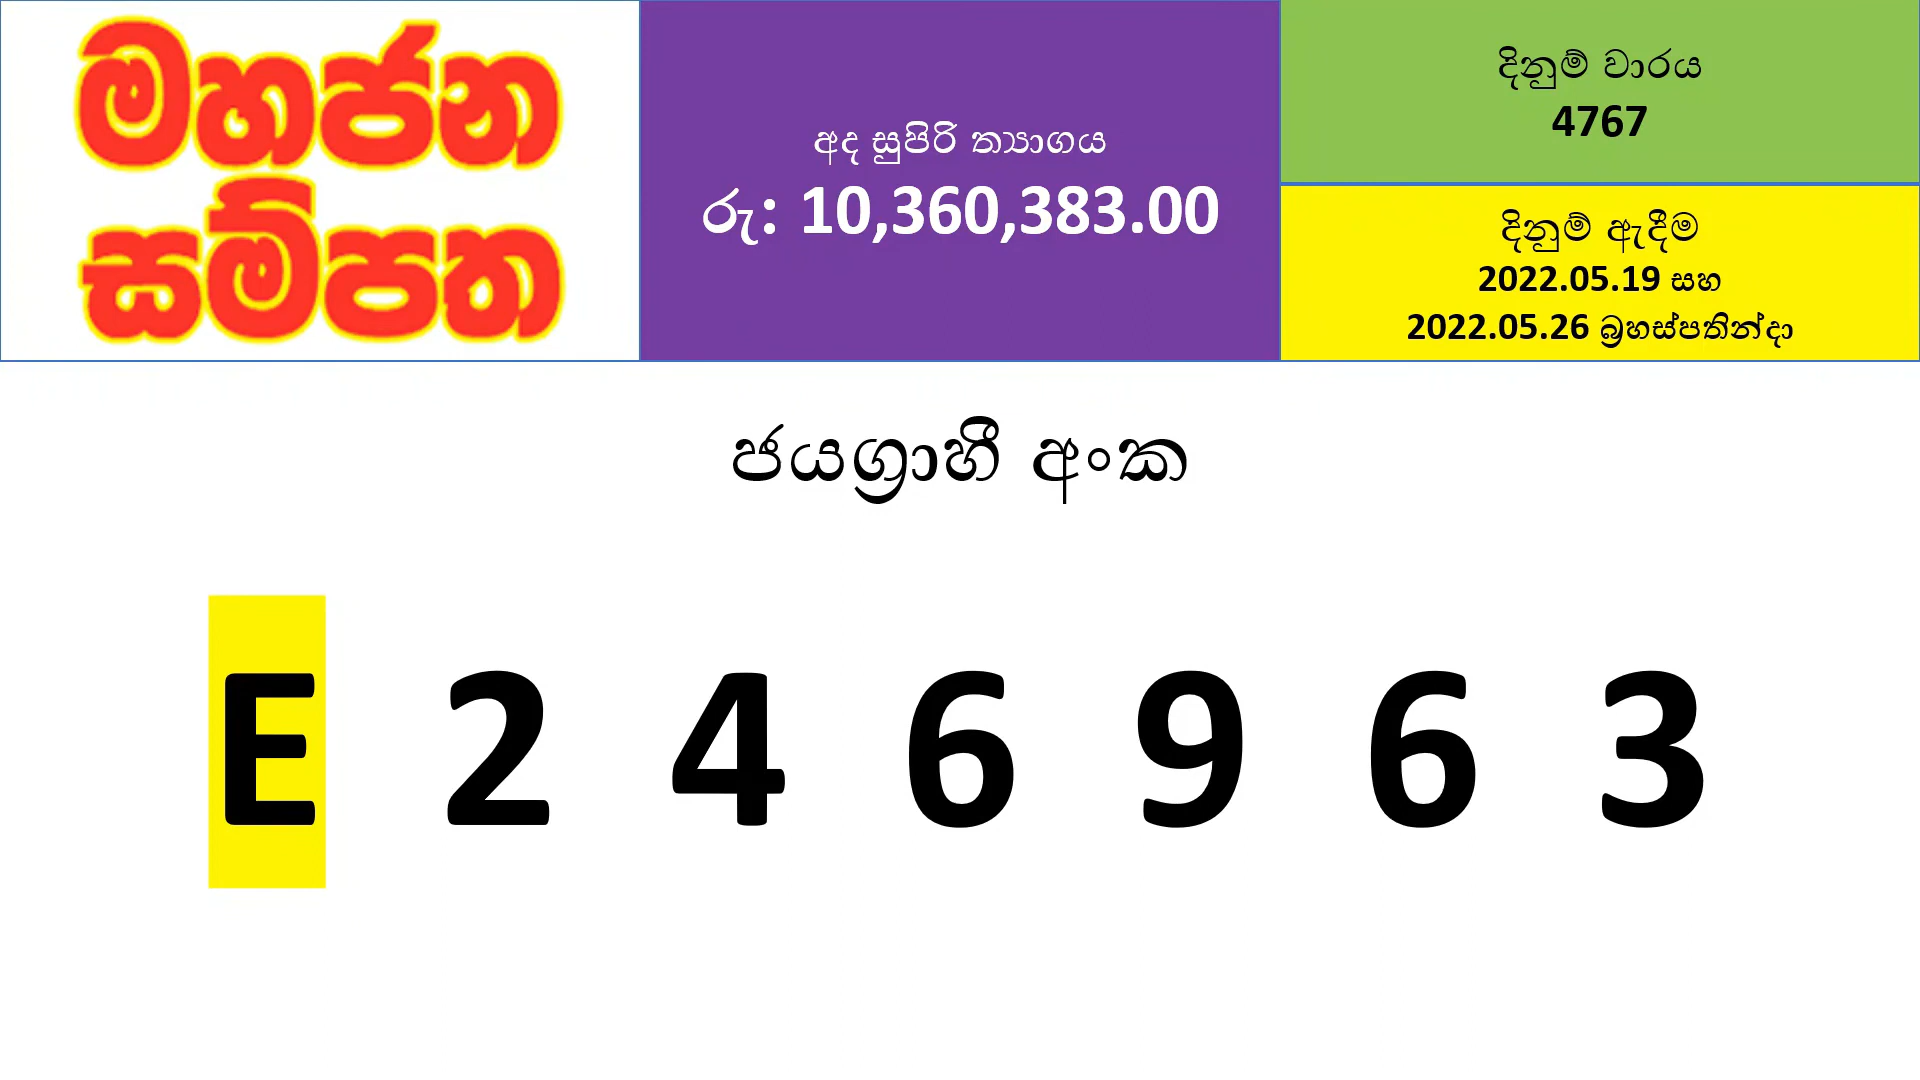 මහජන
සම්පත
අද සුපිරි ත්‍යාගය
රු: 10,360,383.00
දිනුම් වාරය
4767
දිනුම් ඇදීම
2022.05.19 සහ
2022.05.26 බ්‍රහස්පතින්දා
ජයග්‍රාහී අංක
E 2 4 6 9 6 3